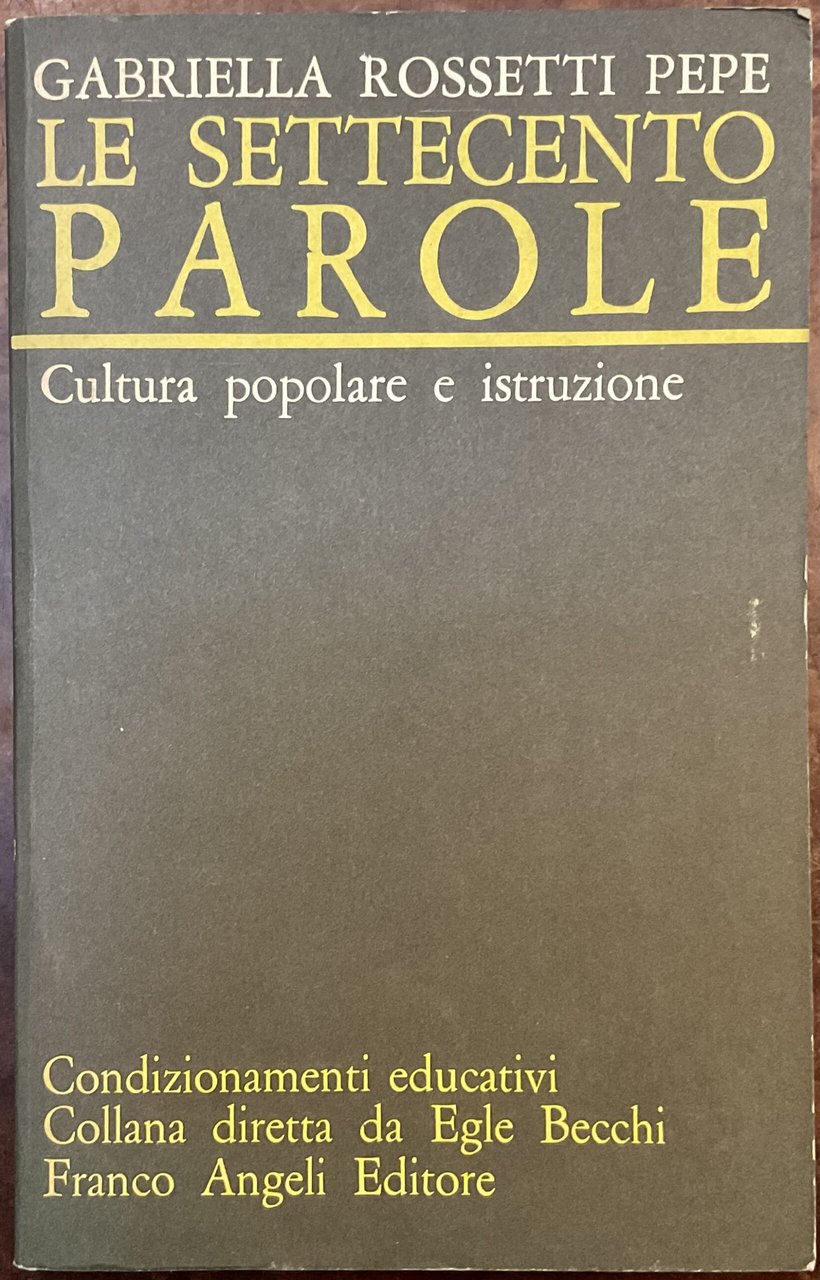 GABRIELLA ROSSETTI PEPE
LE SETTECENTO
PAROLE
Cultura popolare e istruzione
Condizionamenti educativi
Collana diretta da Egle Becchi
Franco Angeli Editore